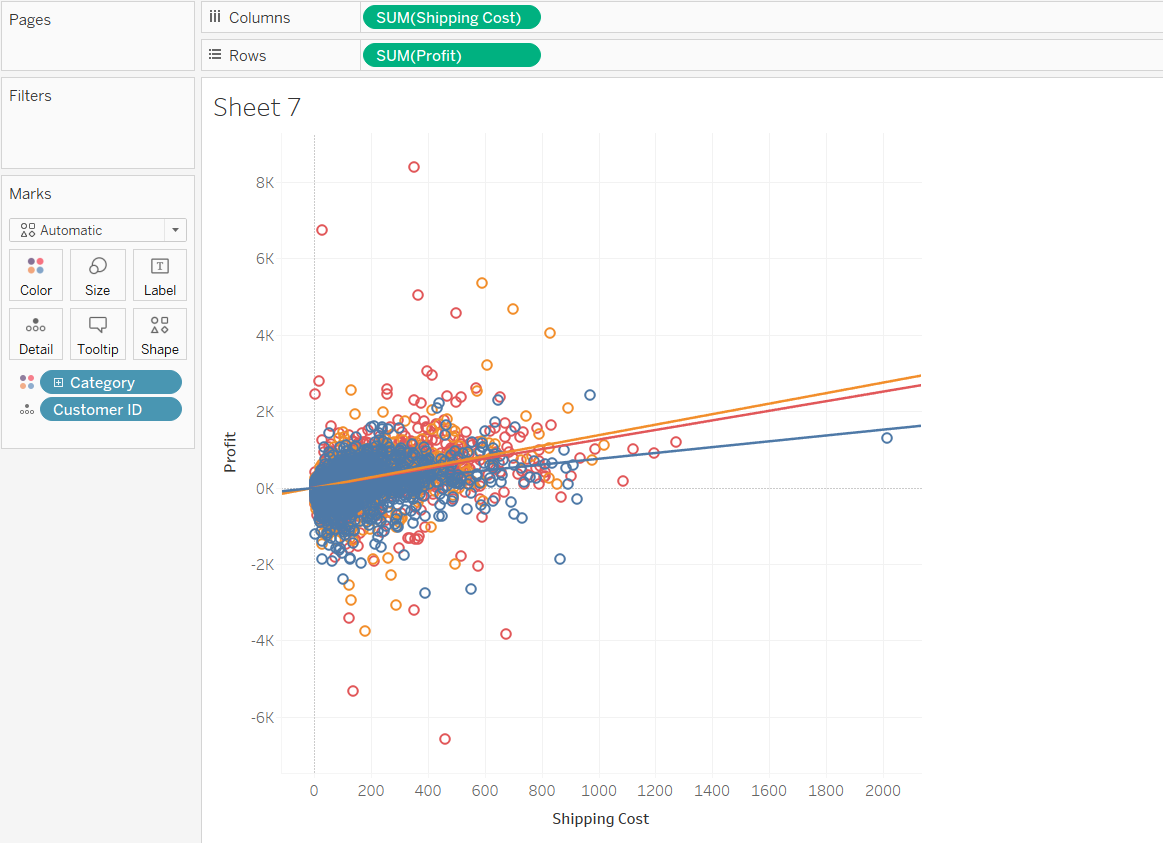 Pages
Columns
SUM(Shipping Cost)
Rows
SUM(Profit)
Filters
Marks
Automatic
Color
Size
T
Label
Detail
Tooltip
Shape
Category
Customer ID
Sheet 7
8K
6K
4K
2K
0K
-2K
-4K
-6K
Profit
0
200
400
600
800
1000
1200
1400
1600
1800
2000
Shipping Cost